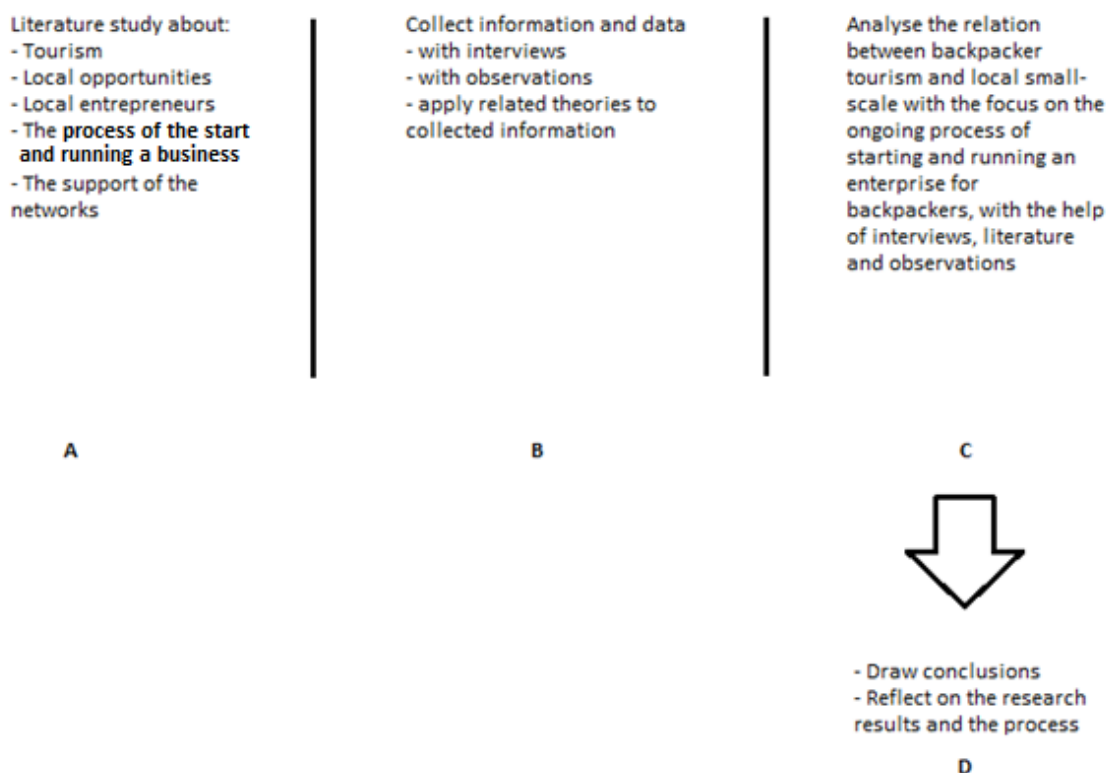 Literature study about:
- Tourism
- Local opportunities
- Local entrepreneurs
- The process of the start
and running a business
- The support of the
networks
A
Collect information and data
- with interviews
- with observations
- apply related theories to
collected information
B
Analyse the relation
between backpacker
tourism and local small-
scale with the focus on the
ongoing process of
starting and running an
enterprise for
backpackers, with the help
of interviews, literature
and observations
C
- Draw conclusions
- Reflect on the research
results and the process
D